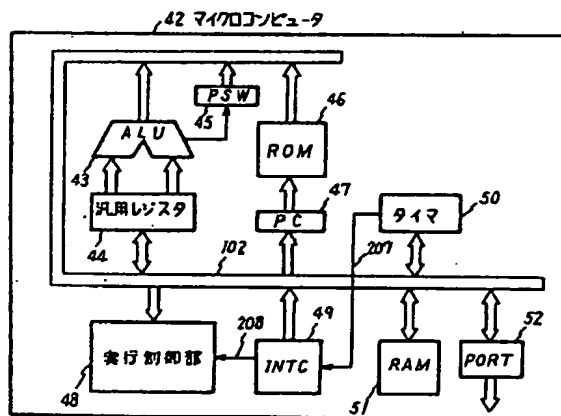 42 マイクロコンピュータ
PSW
45
46
ALU
ROM
43
47
50
汎用レジスタ
PC
タイマ
44
102
207
49
52
208
実行制御部
INTC
RAM
PORT
48
51